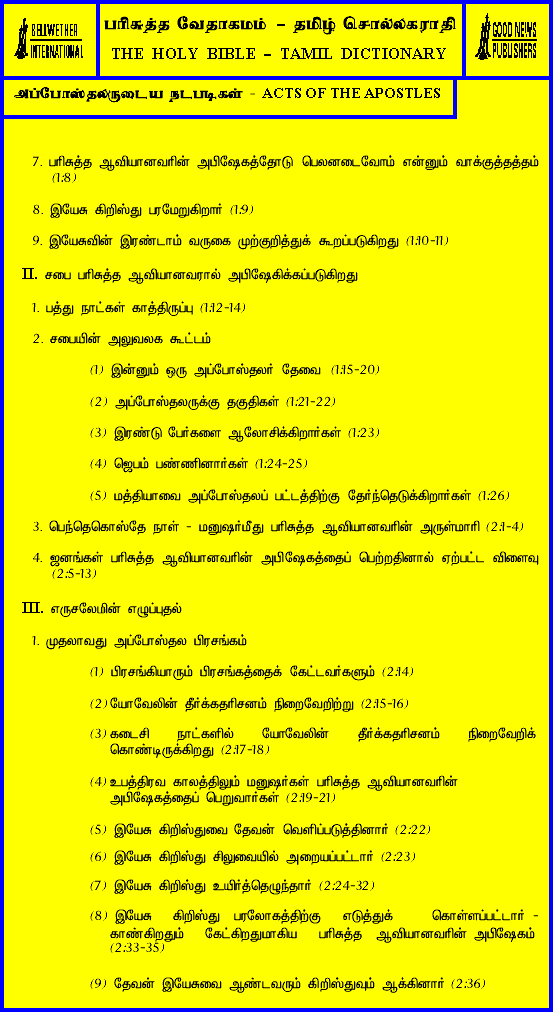 BELLWETHER
INTERNATIONAL
பரிசுத்த வேதாகமம் – தமிழ் சொல்லகராதி
THE HOLY BIBLE – TAMIL DICTIONARY
GOOD NEWS
PUBLISHERS
அப்போஸ்தலருடைய நடபடிகள் - ACTS OF THE APOSTLES
7. பரிசுத்த ஆவியானவரின் அபிஷேகத்தோடு பெலனடைவோம் என்னும் வாக்குத்தத்தம்
(1:8)
8. இயேசு கிறிஸ்து பரமேறுகிறார் (1:9)
9. இயேசுவின் இரண்டாம் வருகை முற்குறித்துக் கூறப்படுகிறது (1:10-11)
II. சபை பரிசுத்த ஆவியானவரால் அபிஷேகிக்கப்படுகிறது
1. பத்து நாட்கள் காத்திருப்பு (1:12-14)
2. சபையின் அலுவலக கூட்டம்
(1) இன்னும் ஒரு அப்போஸ்தலர் தேவை (1:15-20)
(2) அப்போஸ்தலருக்கு தகுதிகள் (1:21-22)
(3) இரண்டு பேர்களை ஆலோசிக்கிறார்கள் (1:23)
(4) ஜெபம் பண்ணினார்கள் (1:24-25)
(5) மத்தியாவை அப்போஸ்தலப் பட்டத்திற்கு தேர்ந்தெடுக்கிறார்கள் (1:26)
3. பெந்தெகொஸ்தே நாள் - மனுஷர்மீது பரிசுத்த ஆவியானவரின் அருள்மாரி (2:1-4)
4. ஜனங்கள் பரிசுத்த ஆவியானவரின் அபிஷேகத்தைப் பெற்றதினால் ஏற்பட்ட விளைவு
(2:5-13)
III. எருசலேமின் எழுப்புதல்
1. முதலாவது அப்போஸ்தல பிரசங்கம்
(1) பிரசங்கியாரும் பிரசங்கத்தைக் கேட்டவர்களும் (2:14)
(2) யோவேலின் தீர்க்கதரிசனம் நிறைவேறிற்று (2:15-16)
(3) கடைசி நாட்களில் யோவேலின் தீர்க்கதரிசனம் நிறைவேறிக்
கொண்டிருக்கிறது (2:17-18)
(4) உபத்திரவ காலத்திலும் மனுஷர்கள் பரிசுத்த ஆவியானவரின்
அபிஷேகத்தைப் பெறுவார்கள் (2:19-21)
(5) இயேசு கிறிஸ்துவை தேவன் வெளிப்படுத்தினார் (2:22)
(6) இயேசு கிறிஸ்து சிலுவையில் அறையப்பட்டார் (2:23)
(7) இயேசு கிறிஸ்து உயிர்த்தெழுந்தார் (2:24-32)
(8) இயேசு கிறிஸ்து பரலோகத்திற்கு எடுத்துக் கொள்ளப்பட்டார் -
காண்கிறதும் கேட்கிறதுமாகிய பரிசுத்த ஆவியானவரின் அபிஷேகம்
(2:33-35)
(9) தேவன் இயேசுவை ஆண்டவரும் கிறிஸ்துவும் ஆக்கினார் (2:36)